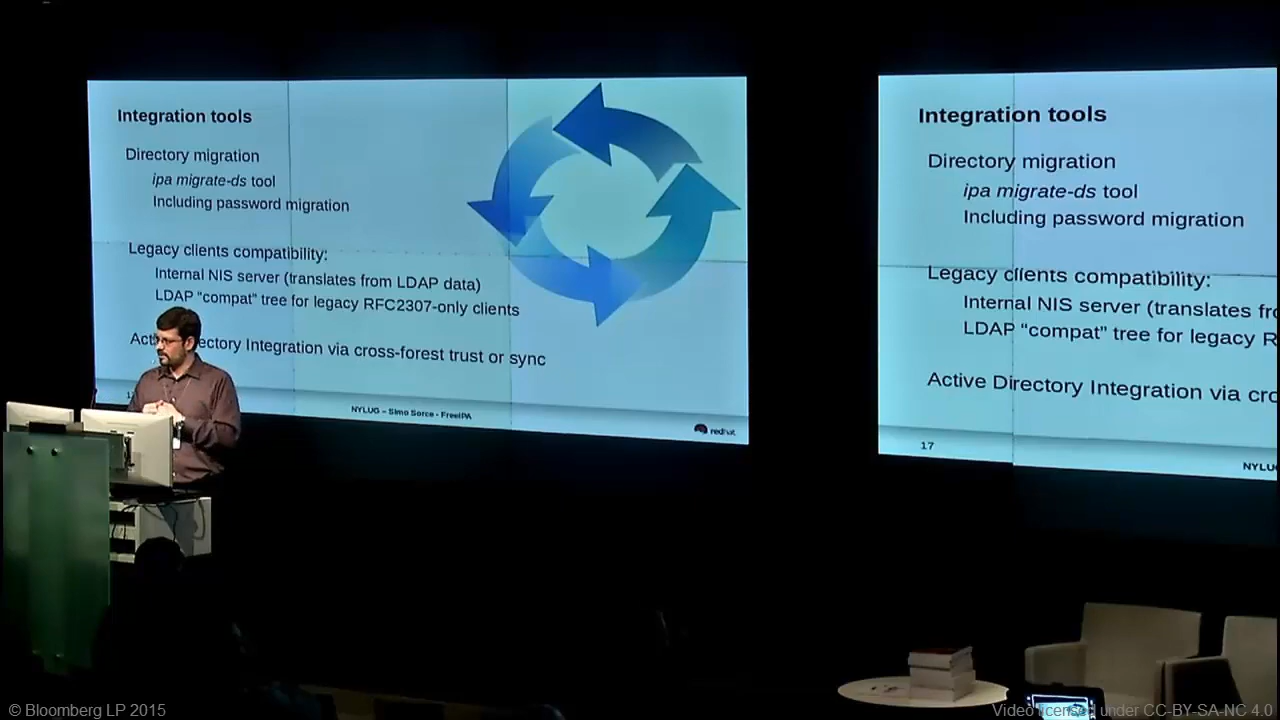 Integration tools
Directory migration
ipa migrate-ds tool
Including password migration
Legacy clients compatibility:
Internal NIS server (translates from LDAP data)
LDAP “compat” tree for legacy RFC2307-only clients
Directory Integration via cross-forest trust or sync
NYLUG – Simo Sorce - FreeIPA
redhat
Integration tools
Directory migration
ipa migrate-ds tool
Including password migration
Legacy clients compatibility:
Internal NIS server (translates
LDAP “compat” tree for legacy
Active Directory Integration via
17
© Bloomberg LP 2015
Video licensed under CC-BY-SA-NC 4.0